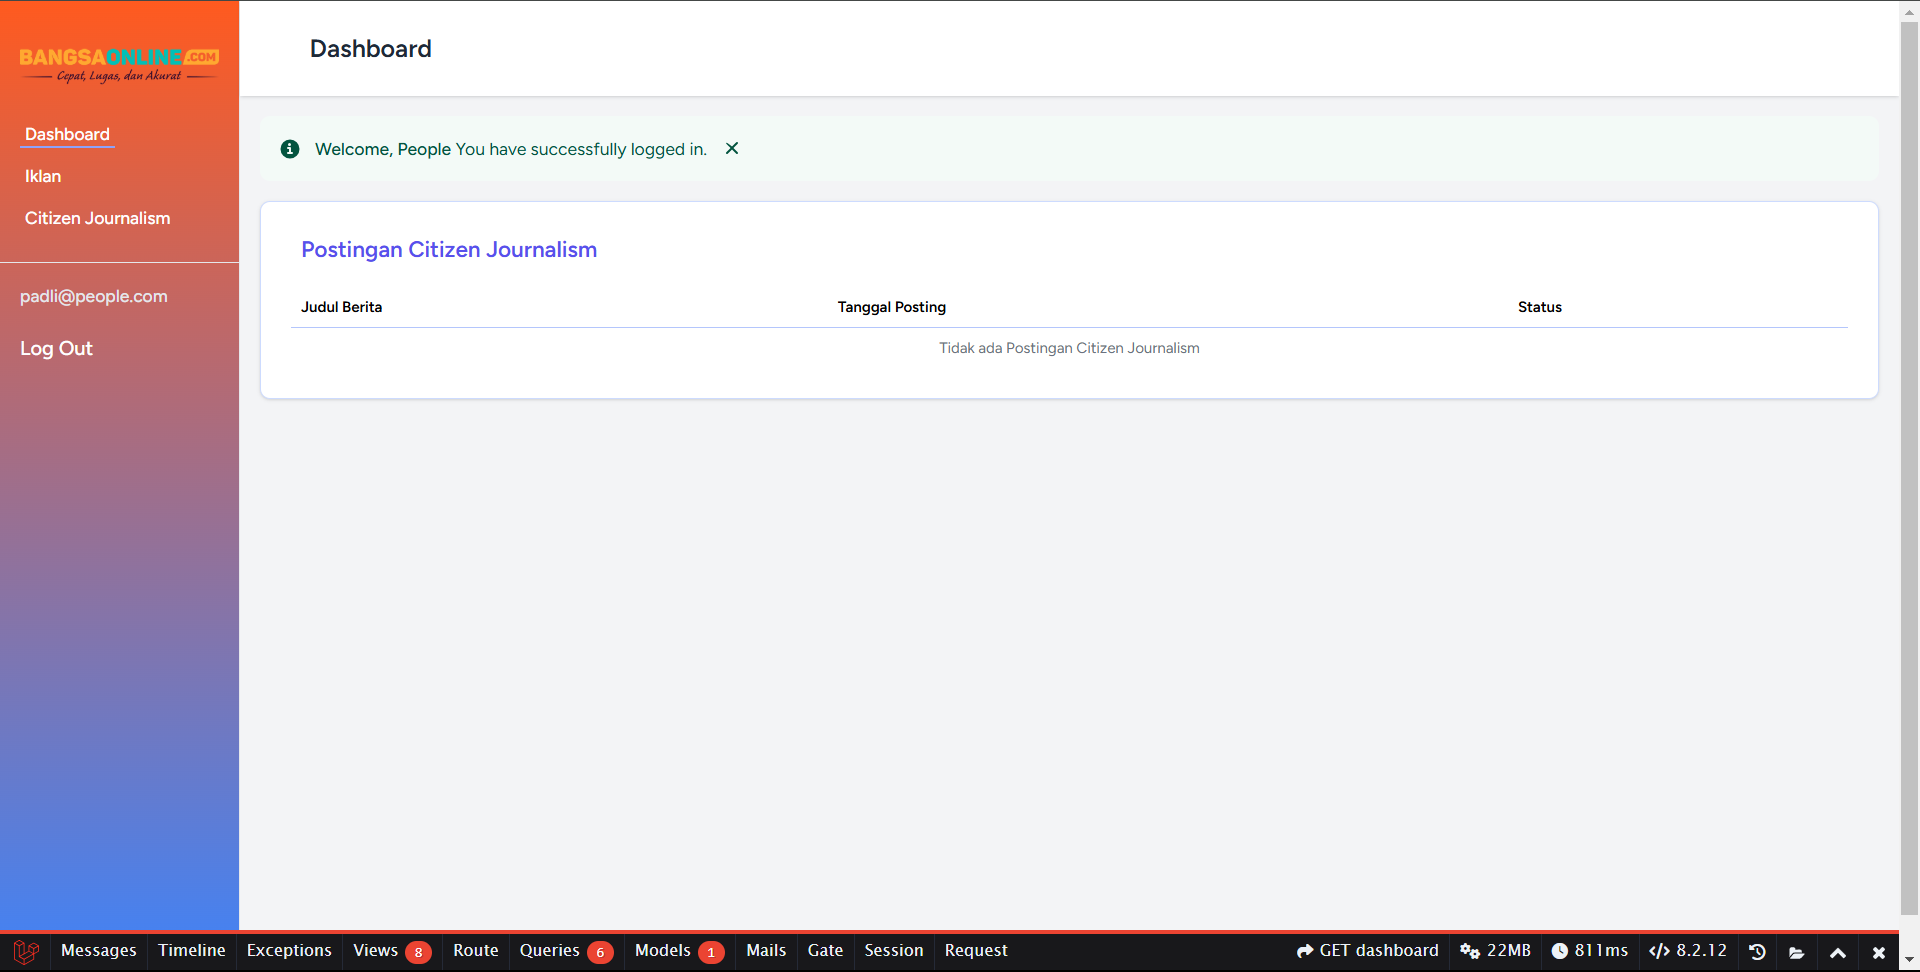 BANGSAONLINE.COM
Cepat, Lugas, dan Akurat
Dashboard
Iklan
Citizen Journalism
padli@people.com
Log Out
Dashboard
Welcome, People You have successfully logged in.
Postingan Citizen Journalism
Judul Berita Tanggal Posting Status
Tidak ada Postingan Citizen Journalism
Messages Timeline Exceptions Views 8 Route Queries 6 Models 1 Mails Gate Session Request GET dashboard 22MB 811ms 8.2.12